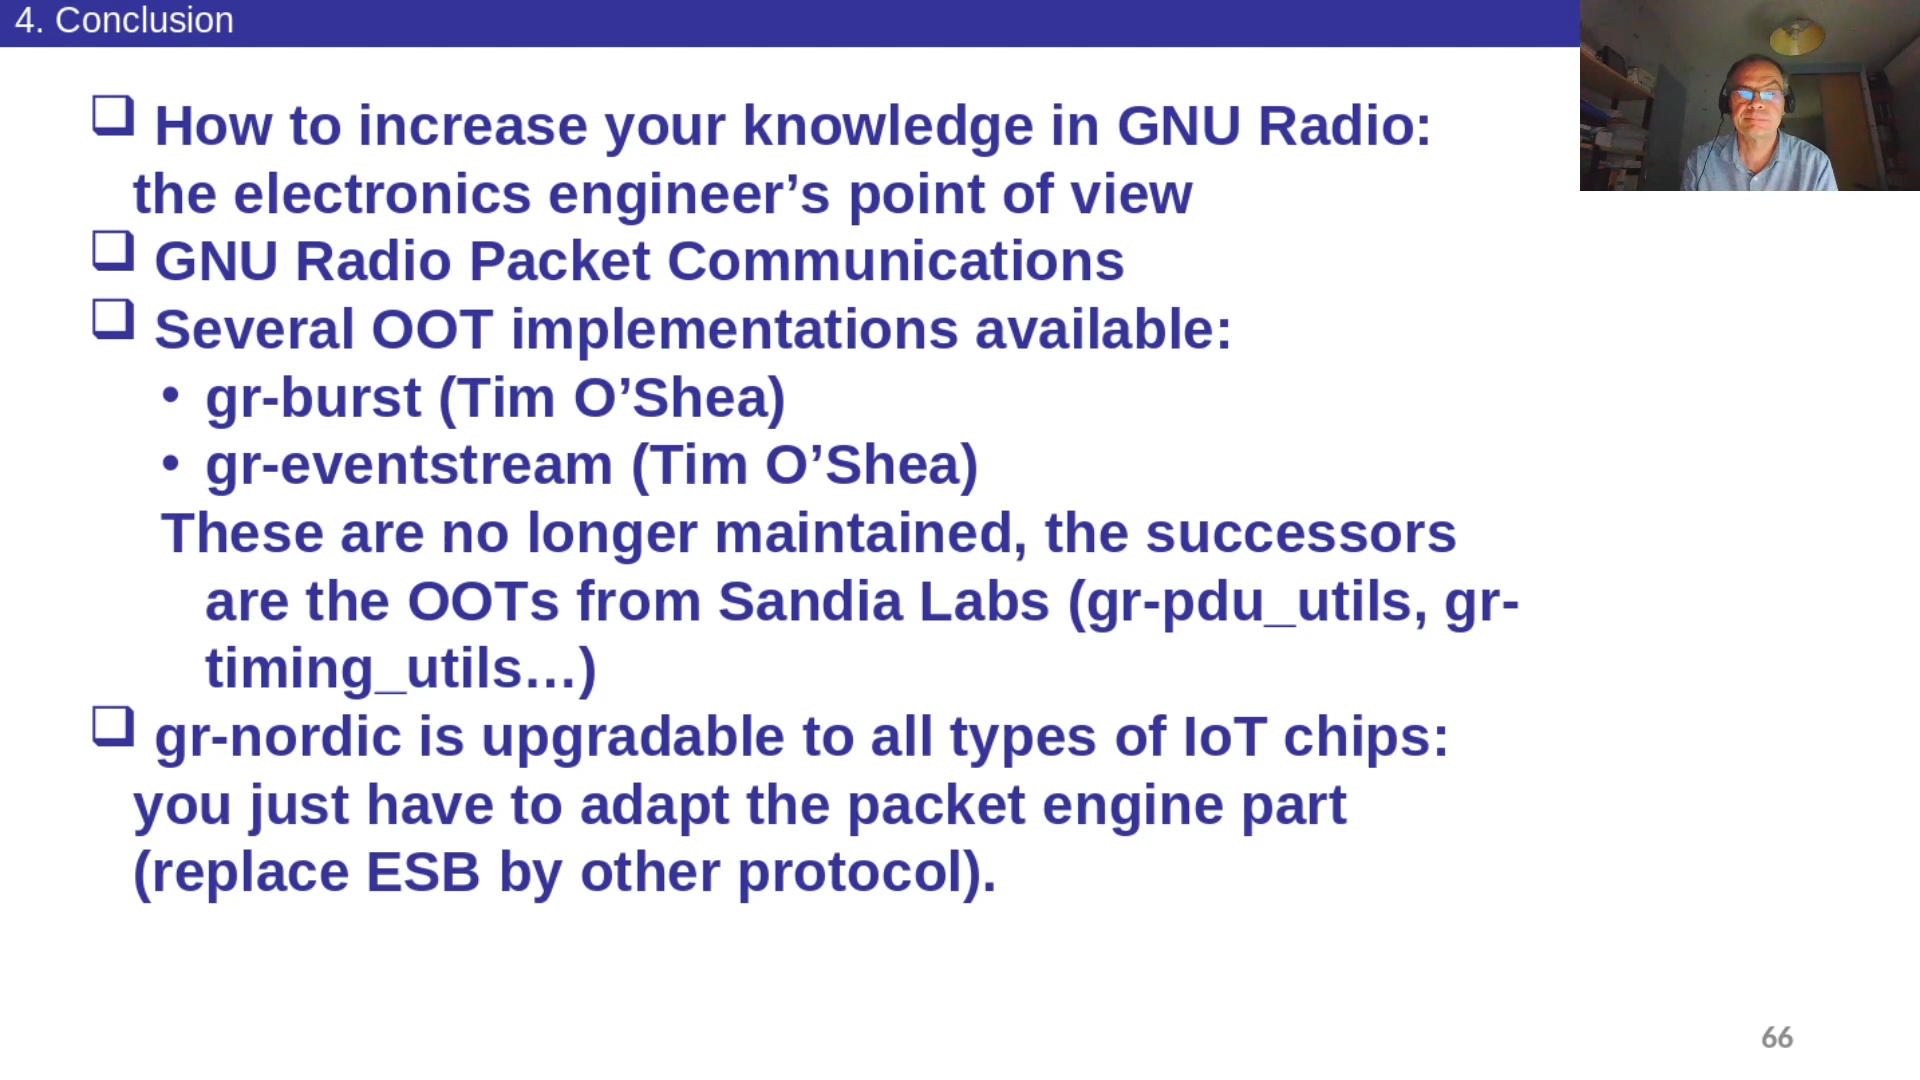 4. Conclusion
❑ How to increase your knowledge in GNU Radio:
the electronics engineer’s point of view
❑ GNU Radio Packet Communications
❑ Several OOT implementations available:
• gr-burst (Tim O’Shea)
• gr-eventstream (Tim O’Shea)
These are no longer maintained, the successors
are the OOTs from Sandia Labs (gr-pdu_utils, gr-
timing_utils…)
❑ gr-nordic is upgradable to all types of IoT chips:
you just have to adapt the packet engine part
(replace ESB by other protocol).
66